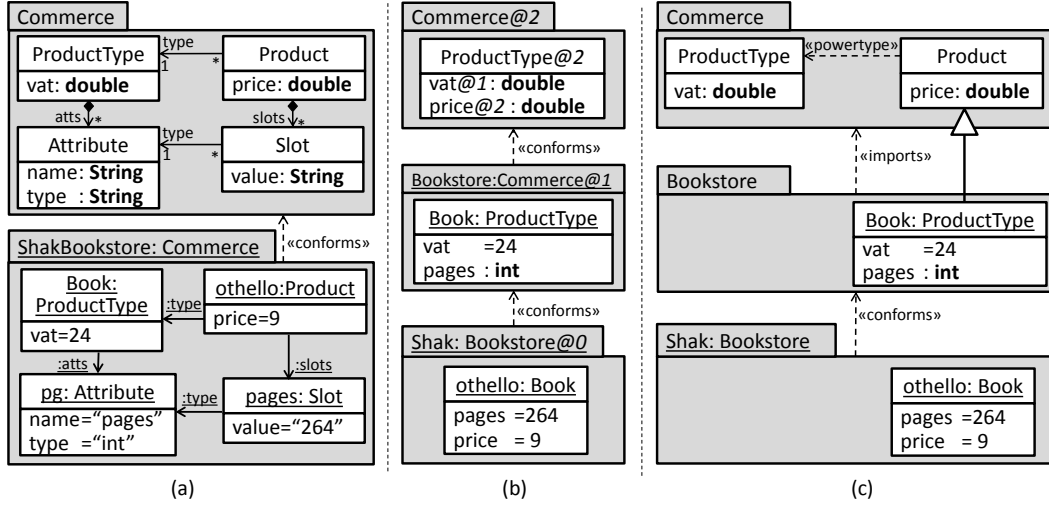 Commerce
ProductType
vat: double
type
1
*
Product
price: double
atts
*
slots
*
Attribute
name: String
type : String
type
1
*
Slot
value: String
«conforms»
ShakBookstore: Commerce
Book:
ProductType
vat=24
:type
othello:Product
price=9
:atts
:slots
pg: Attribute
name="pages"
type ="int"
:type
pages: Slot
value="264"
(a)
Commerce@2
ProductType@2
vat@1: double
price@2 : double
«conforms»
Bookstore:Commerce@1
Book: ProductType
vat =24
pages : int
«conforms»
Shak: Bookstore@0
othello: Book
pages =264
price = 9
(b)
Commerce
ProductType
vat: double
«powertype»
Product
price: double
«imports»
Bookstore
Book: ProductType
vat =24
pages : int
«conforms»
Shak: Bookstore
othello: Book
pages =264
price = 9
(c)